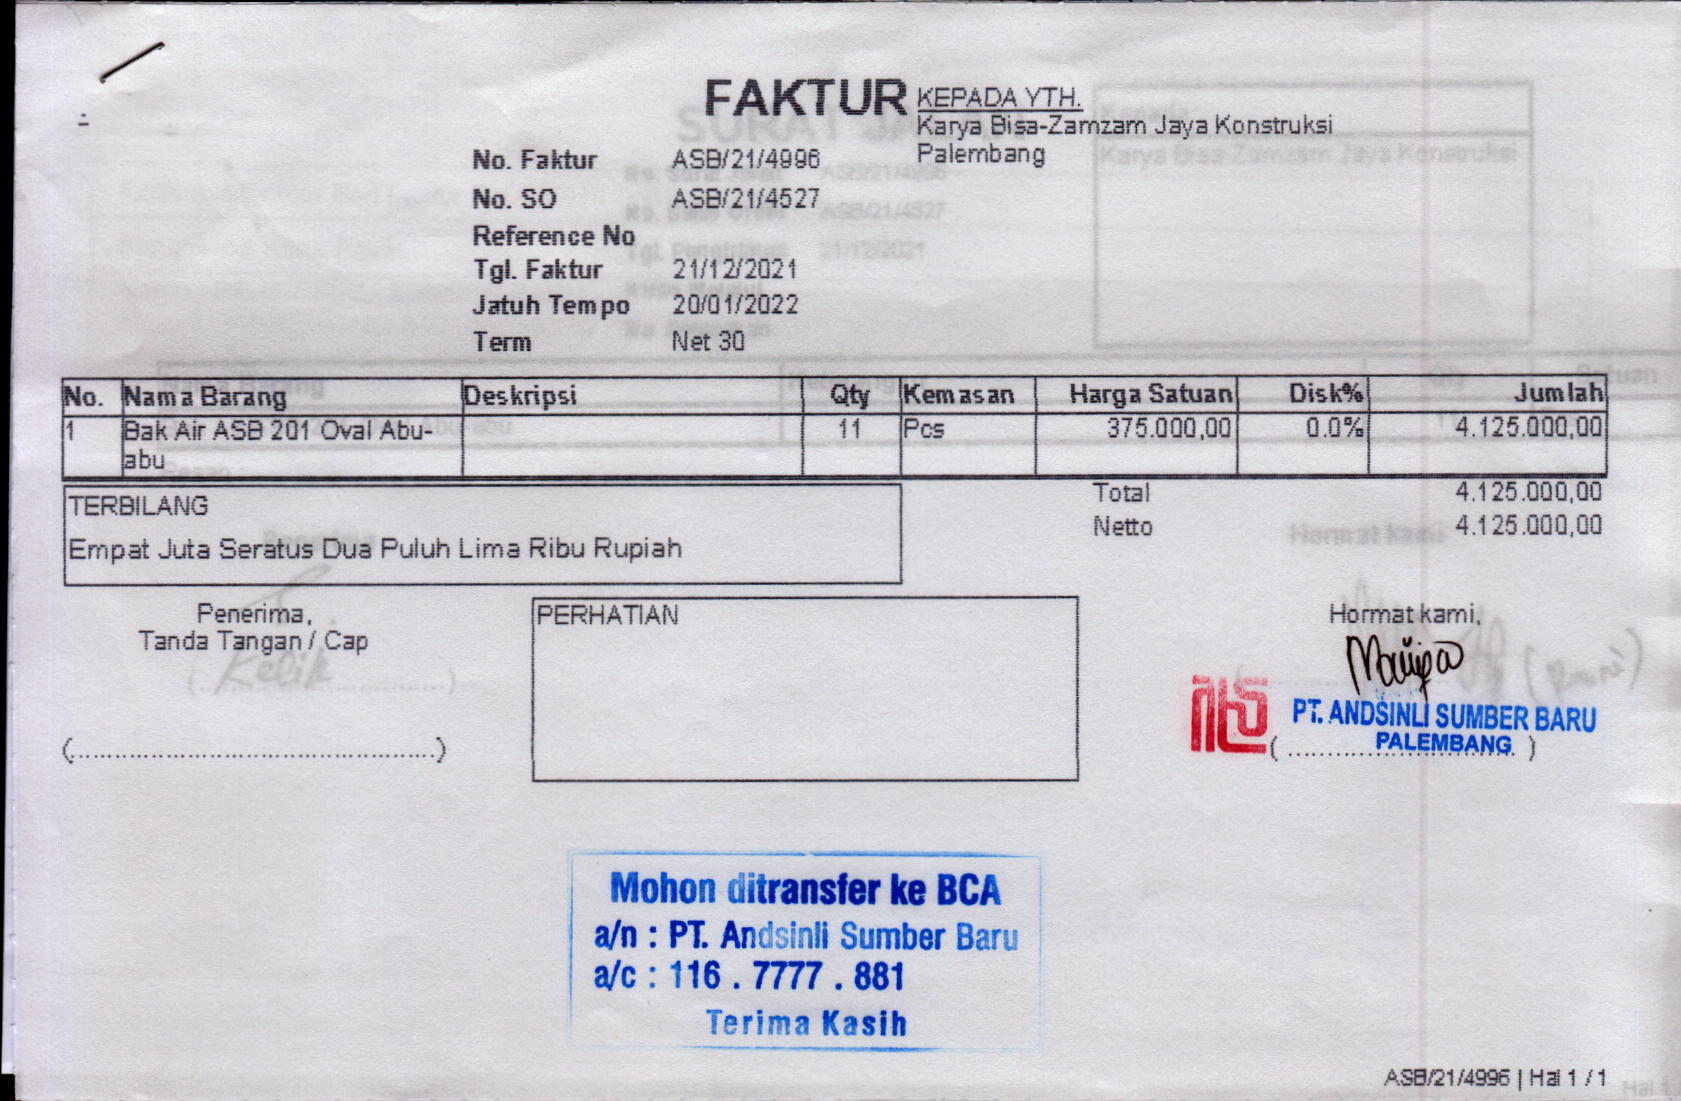 FAKTUR
KEPADA YTH.
Karya Bisa-Zamzam Jaya Konstruksi
Palembang
No. Faktur ASB/21/4996
No. SO ASB/21/4527
Reference No
Tgl. Faktur 21/12/2021
Jatuh Tempo 20/01/2022
Term Net 30
No. Nama Barang Deskripsi Qty Kemasan Harga Satuan Disk% Jumlah
1 Bak Air ASB 201 Oval Abu- 11 Pcs 375.000,00 0.0% 4.125.000,00
abu
TERBILANG
Empat Juta Seratus Dua Puluh Lima Ribu Rupiah
Total 4.125.000,00
Netto 4.125.000,00
Penerima,
Tanda Tangan / Cap
(.............................................)
PERHATIAN
Hormat kami,
PT. ANDSINLI SUMBER BARU
PALEMBANG
Mohon ditransfer ke BCA
a/n : PT. Andsinli Sumber Baru
a/c : 116 . 7777 . 881
Terima Kasih
ASB/21/4996 | Hal 1 / 1